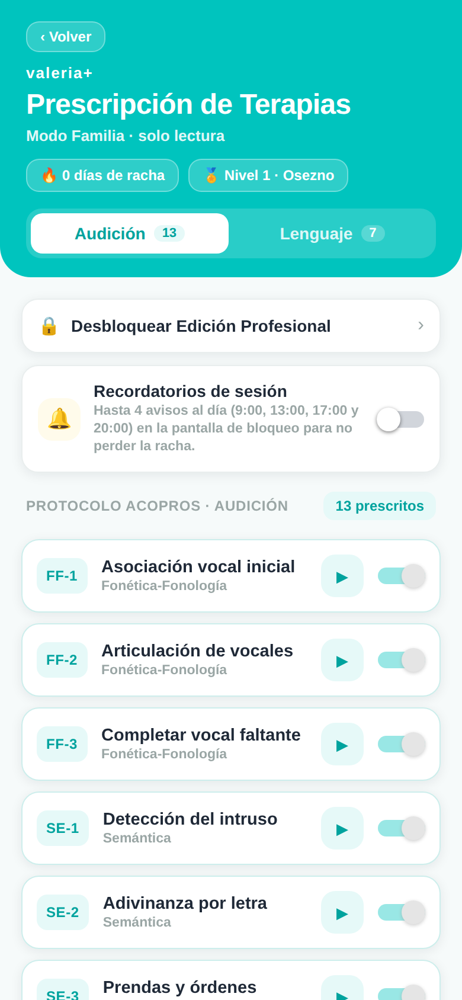 ‹ Volver
valeria+
Prescripción de Terapias
Modo Familia · solo lectura
🔥 0 días de racha
🏅 Nivel 1 · Osezno
Audición 13
Lenguaje 7
🔒 Desbloquear Edición Profesional ›
🔔 Recordatorios de sesión
Hasta 4 avisos al día (9:00, 13:00, 17:00 y
20:00) en la pantalla de bloqueo para no
perder la racha.
PROTOCOLO ACOPROS · AUDICIÓN
13 prescritos
FF-1
Asociación vocal inicial
Fonética-Fonología
FF-2
Articulación de vocales
Fonética-Fonología
FF-3
Completar vocal faltante
Fonética-Fonología
SE-1
Detección del intruso
Semántica
SE-2
Adivinanza por letra
Semántica
SE-3
Prendas y órdenes